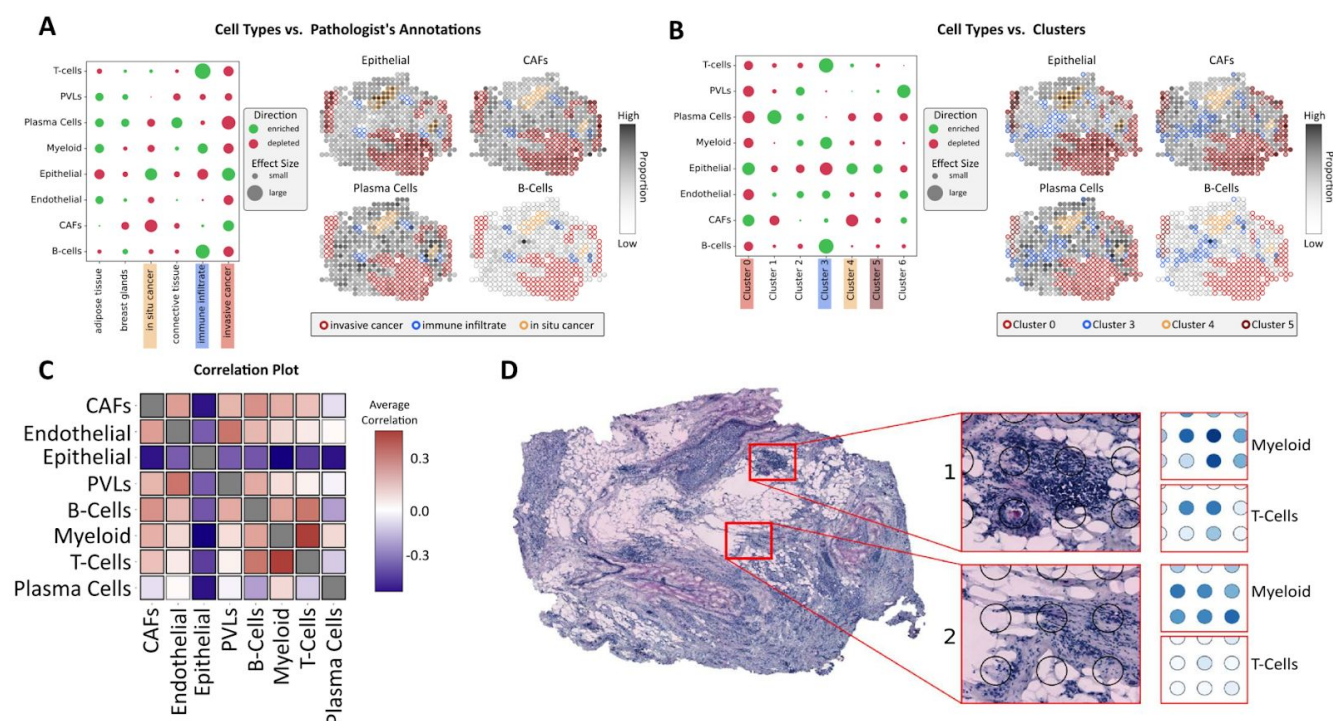 A
Cell Types vs. Pathologist's Annotations
T-cells
PVLs
Plasma Cells
Myeloid
Epithelial
Endothelial
CAFs
B-cells
adipose tissue
breast glands
in situ cancer
connective tissue
immune infiltrate
invasive cancer
Direction
enriched
depleted
Effect Size
small
large
Epithelial
CAFs
Plasma Cells
B-Cells
High
Proportion
Low
invasive cancer
immune infiltrate
in situ cancer
B
Cell Types vs. Clusters
T-cells
PVLs
Plasma Cells
Myeloid
Epithelial
Endothelial
CAFs
B-cells
Cluster 0
Cluster 1
Cluster 2
Cluster 3
Cluster 4
Cluster 5
Cluster 6
Direction
enriched
depleted
Effect Size
small
large
Epithelial
CAFs
Plasma Cells
B-Cells
High
Proportion
Low
Cluster 0
Cluster 3
Cluster 4
Cluster 5
C
Correlation Plot
CAFs
Endothelial
Epithelial
PVLs
B-Cells
Myeloid
T-Cells
Plasma Cells
CAFs
Endothelial
Epithelial
PVLs
B-Cells
Myeloid
T-Cells
Plasma Cells
Average
Correlation
0.3
0.0
-0.3
D
1
Myeloid
T-Cells
2
Myeloid
T-Cells